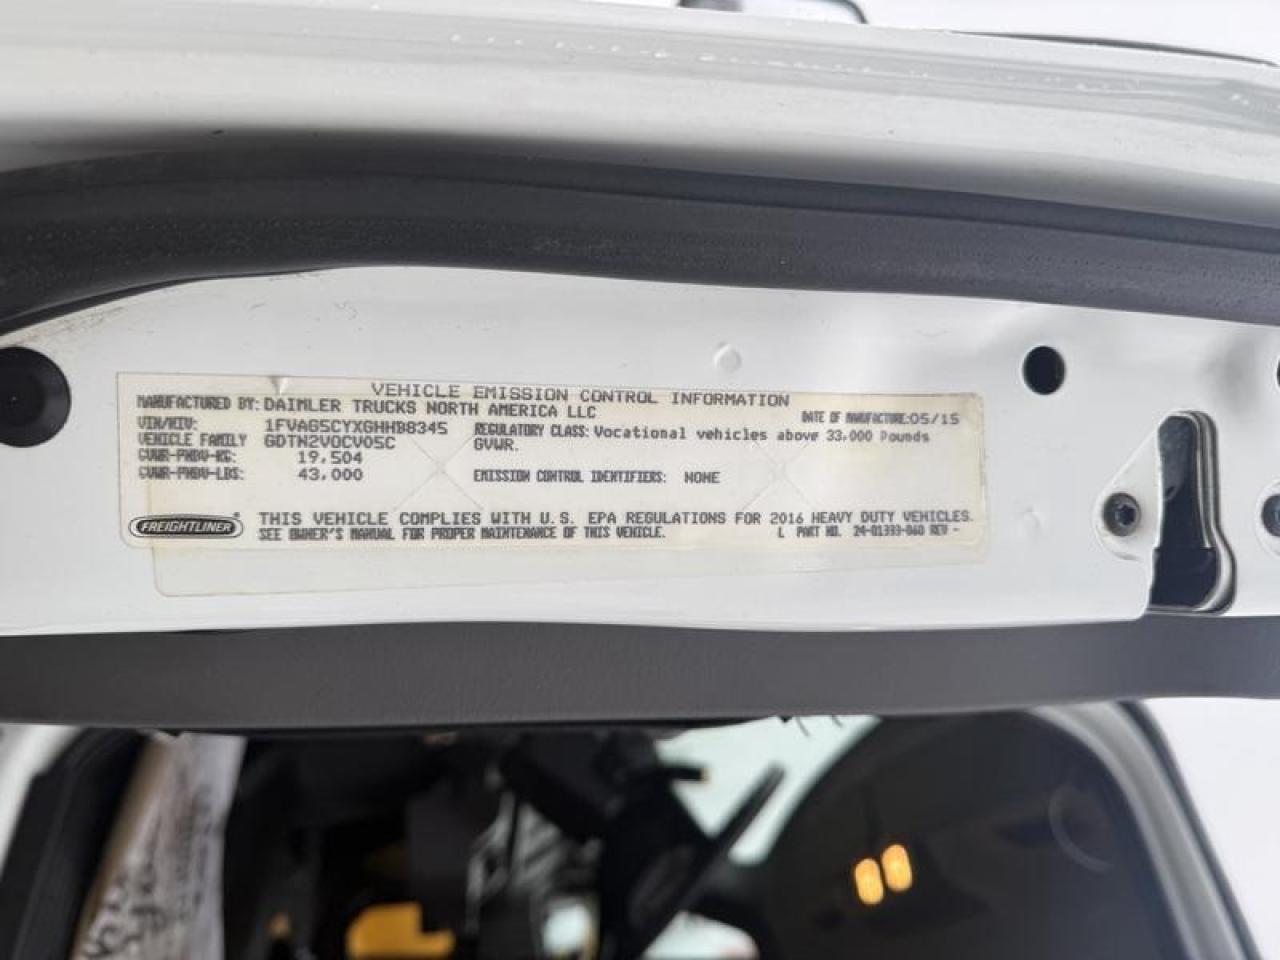 VEHICLE EMISSION CONTROL INFORMATION
MANUFACTURED BY: DAIMLER TRUCKS NORTH AMERICA LLC
DATE OF MANUFACTURE: 05/15
VIN/NIV: 1FVAG5CYXGHHB8345
REGULATORY CLASS: Vocational vehicles above 33,000 Pounds
GVWR.
VEHICLE FAMILY GDTN2VOCV05C
GVWR-PNBV-KG: 19,504
GVWR-PNBV-LBS: 43,000
EMISSION CONTROL IDENTIFIERS: NONE
FREIGHTLINER
THIS VEHICLE COMPLIES WITH U.S. EPA REGULATIONS FOR 2016 HEAVY DUTY VEHICLES.
SEE OWNER'S MANUAL FOR PROPER MAINTENANCE OF THIS VEHICLE.
L PART NO. 24-01393-060 REV -